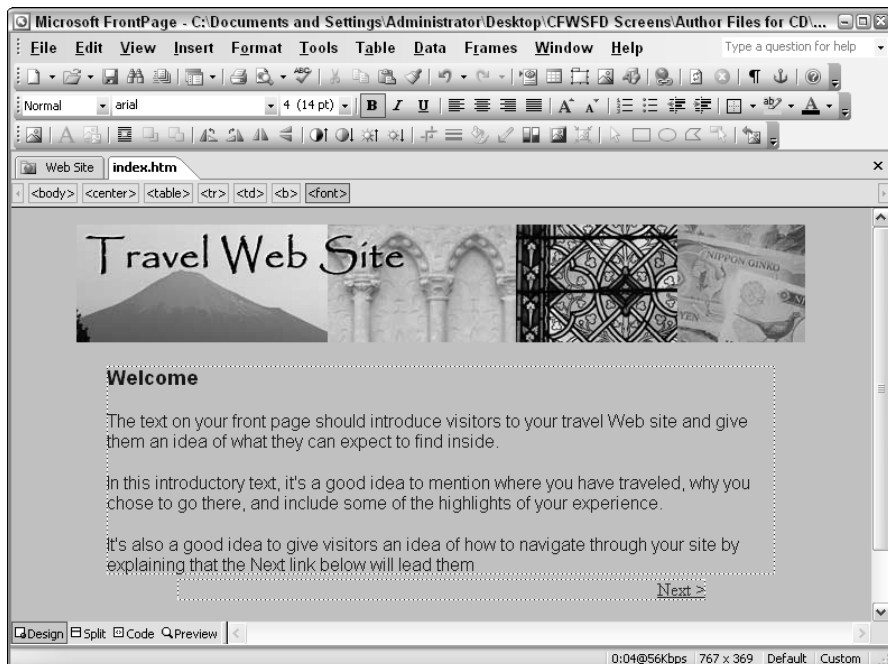 Microsoft FrontPage - C:\Documents and Settings\Administrator\Desktop\CFWSFD Screens\Author Files for CD\...
File Edit View Insert Format Tools Table Data Frames Window Help Type a question for help
Normal arial 4 (14 pt) B I U A A A
Web Site index.htm
<body> <center> <table> <tr> <td> <b> <font>
Travel Web Site
NIPPON GINKO
YEN
Welcome
The text on your front page should introduce visitors to your travel Web site and give
them an idea of what they can expect to find inside.
In this introductory text, it's a good idea to mention where you have traveled, why you
chose to go there, and include some of the highlights of your experience.
It's also a good idea to give visitors an idea of how to navigate through your site by
explaining that the Next link below will lead them
Next >
Design Split Code Preview
0:04@56Kbps 767 x 369 Default Custom